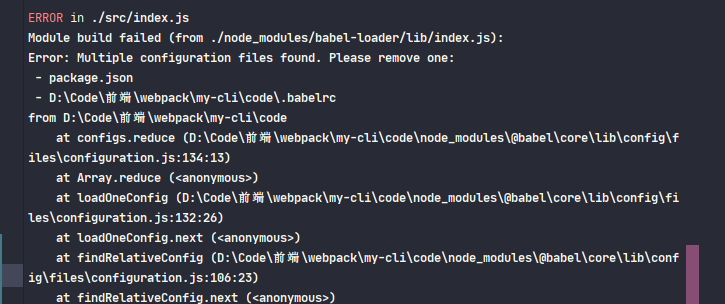 ERROR in ./src/index.js
Module build failed (from ./node_modules/babel-loader/lib/index.js):
Error: Multiple configuration files found. Please remove one:
 - package.json
 - D:\Code\前端\webpack\my-cli\code\.babelrc
from D:\Code\前端\webpack\my-cli\code
    at configs.reduce (D:\Code\前端\webpack\my-cli\code\node_modules\@babel\core\lib\config\f
iles\configuration.js:134:13)
    at Array.reduce (<anonymous>)
    at loadOneConfig (D:\Code\前端\webpack\my-cli\code\node_modules\@babel\core\lib\config\fi
les\configuration.js:132:26)
    at loadOneConfig.next (<anonymous>)
    at findRelativeConfig (D:\Code\前端\webpack\my-cli\code\node_modules\@babel\core\lib\conf
ig\files\configuration.js:106:23)
    at findRelativeConfig.next (<anonymous>)